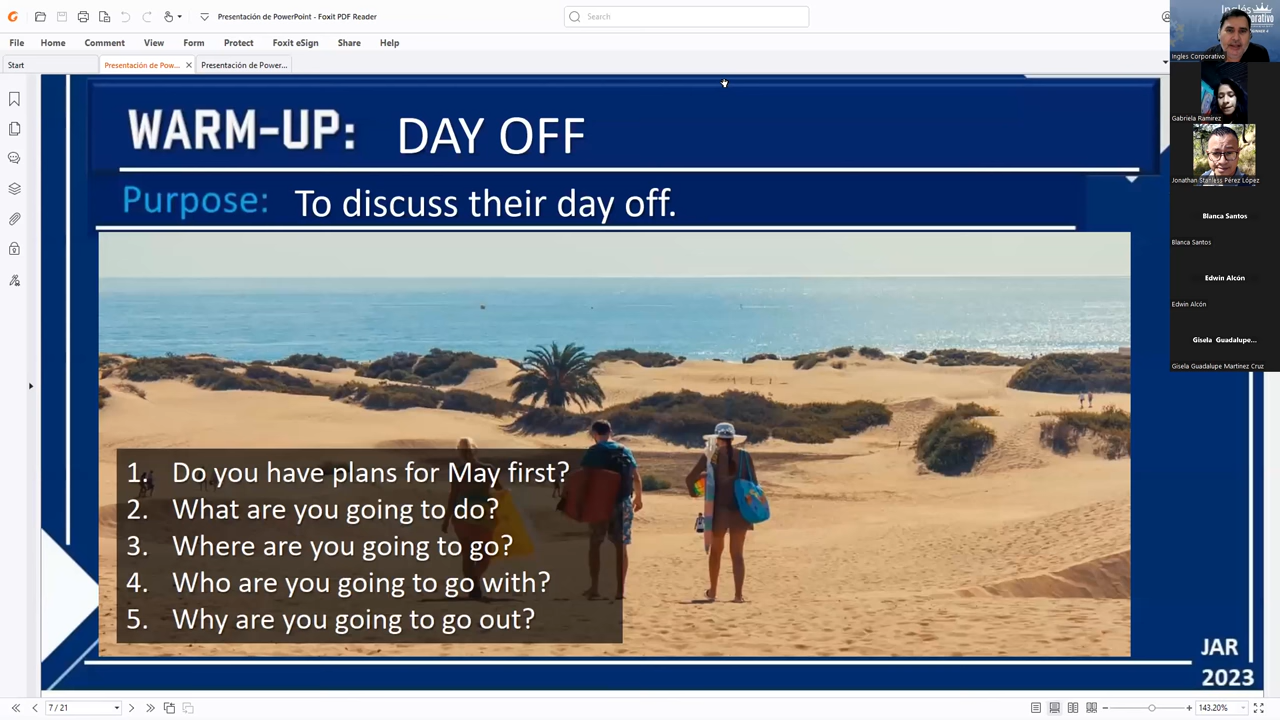 Presentación de PowerPoint - Foxit PDF Reader
Search
File Home Comment View Form Protect Foxit eSign Share Help
Start
Presentación de Pow...
Presentación de Power...
WARM-UP: DAY OFF
Purpose: To discuss their day off.
1. Do you have plans for May first?
2. What are you going to do?
3. Where are you going to go?
4. Who are you going to go with?
5. Why are you going to go out?
JAR
2023
Inglés
ingles Corporativo
Gabriela Ramirez
Jonathan Stanless Pérez López
Blanca Santos
Blanca Santos
Edwin Alcón
Edwin Alcón
Gisela Guadalupe...
Gisela Guadalupe Martinez Cruz
7 / 21
143.20%